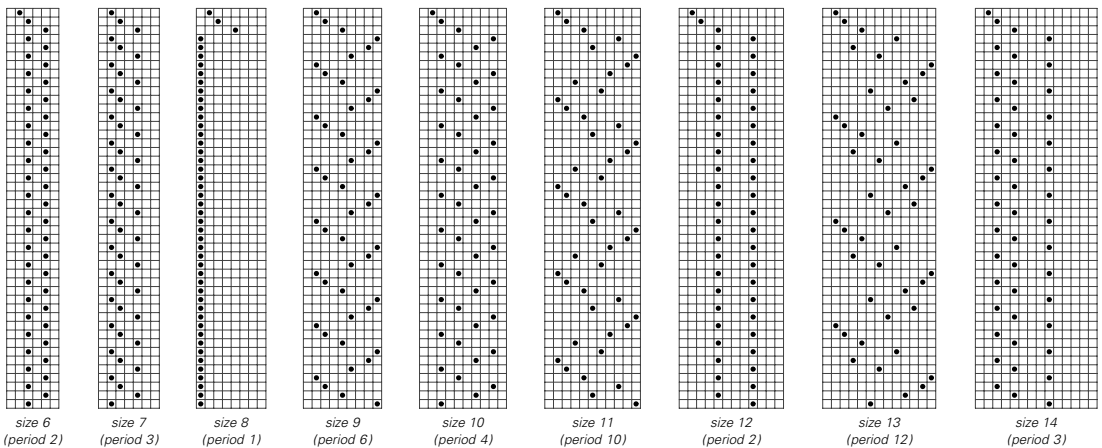 size 6 size 7 size 8 size 9 size 10 size 11 size 12 size 13 size 14
(period 2) (period 3) (period 1) (period 6) (period 4) (period 10) (period 2) (period 12) (period 3)